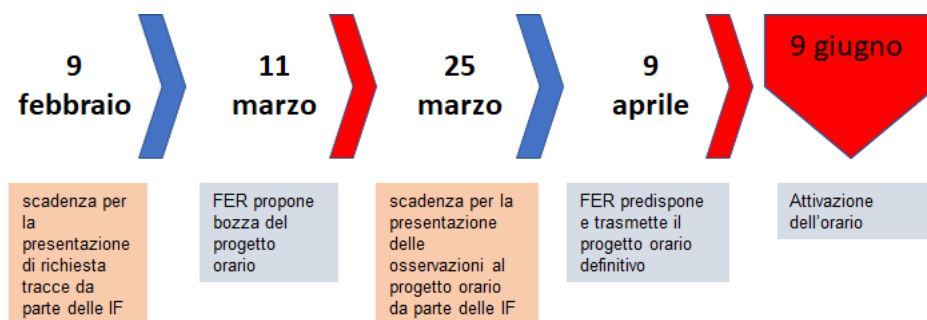 9
febbraio
11
marzo
25
marzo
9
aprile
9 giugno
scadenza per
la
presentazione
di richiesta
tracce da
parte delle IF
FER propone
bozza del
progetto
orario
scadenza per la
presentazione
delle
osservazioni al
progetto orario
da parte delle IF
FER predispone
e trasmette il
progetto orario
definitivo
Attivazione
dell'orario